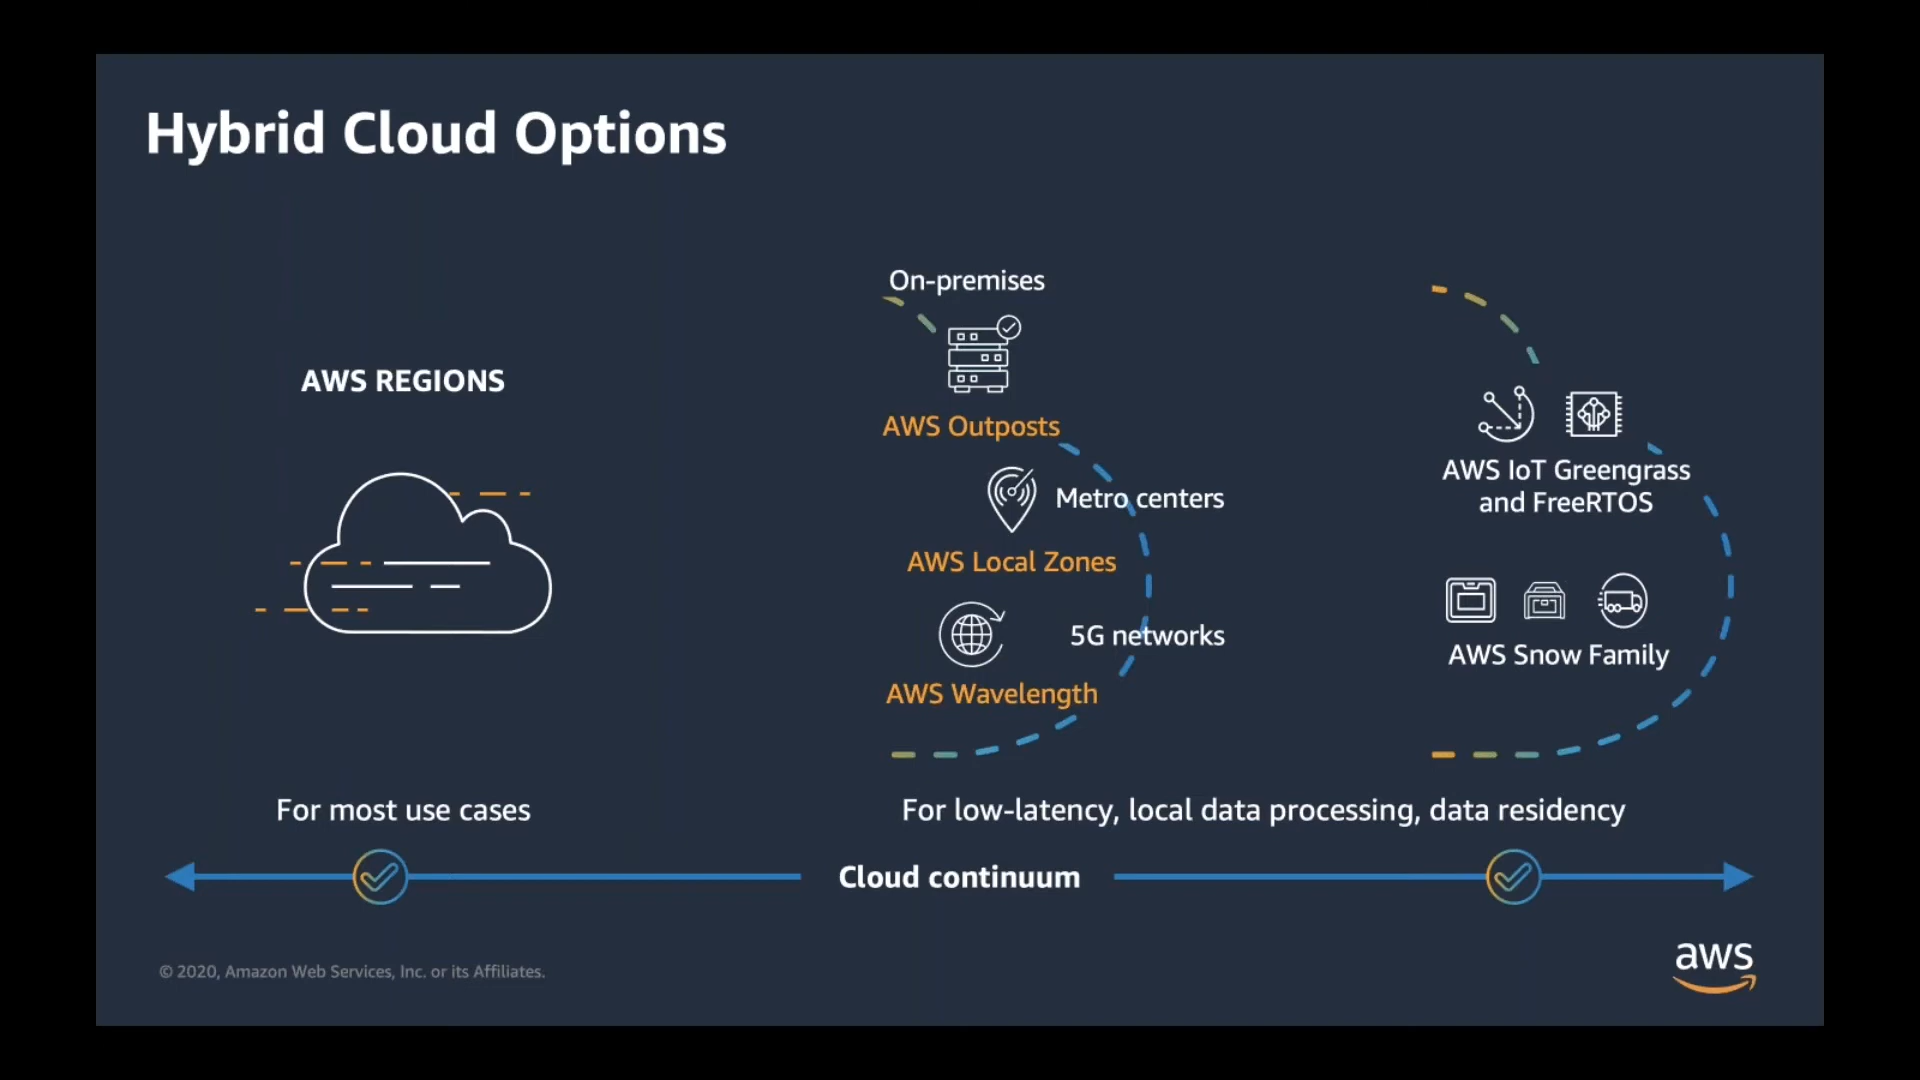 Hybrid Cloud Options
AWS REGIONS
For most use cases
On-premises
AWS Outposts
Metro centers
AWS Local Zones
5G networks
AWS Wavelength
AWS IoT Greengrass
and FreeRTOS
AWS Snow Family
For low-latency, local data processing, data residency
Cloud continuum
© 2020, Amazon Web Services, Inc. or its Affiliates.
aws